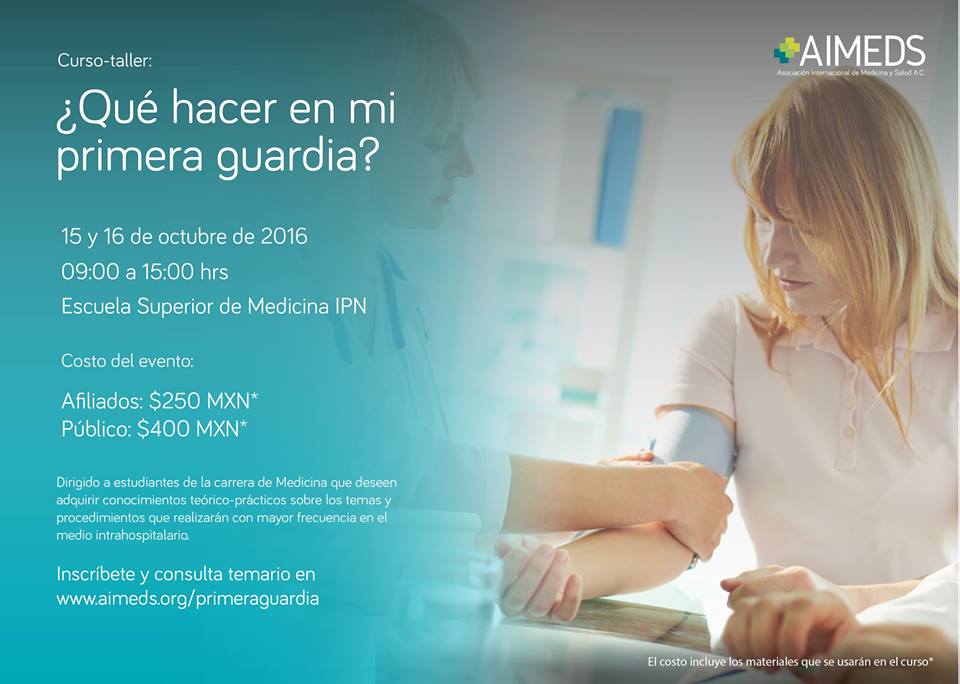 Curso-taller:
¿Qué hacer en mi
primera guardia?
15 y 16 de octubre de 2016
09:00 a 15:00 hrs
Escuela Superior de Medicina IPN
Costo del evento:
Afiliados: $250 MXN*
Público: $400 MXN*
Dirigido a estudiantes de la carrera de Medicina que deseen
adquirir conocimientos teórico-prácticos sobre los temas y
procedimientos que realizarán con mayor frecuencia en el
medio intrahospitalario.
Inscríbete y consulta temario en
www.aimeds.org/primeraguardia
AIMEDS
Asociación Internacional de Medicina y Salud A.C.
El costo incluye los materiales que se usarán en el curso*